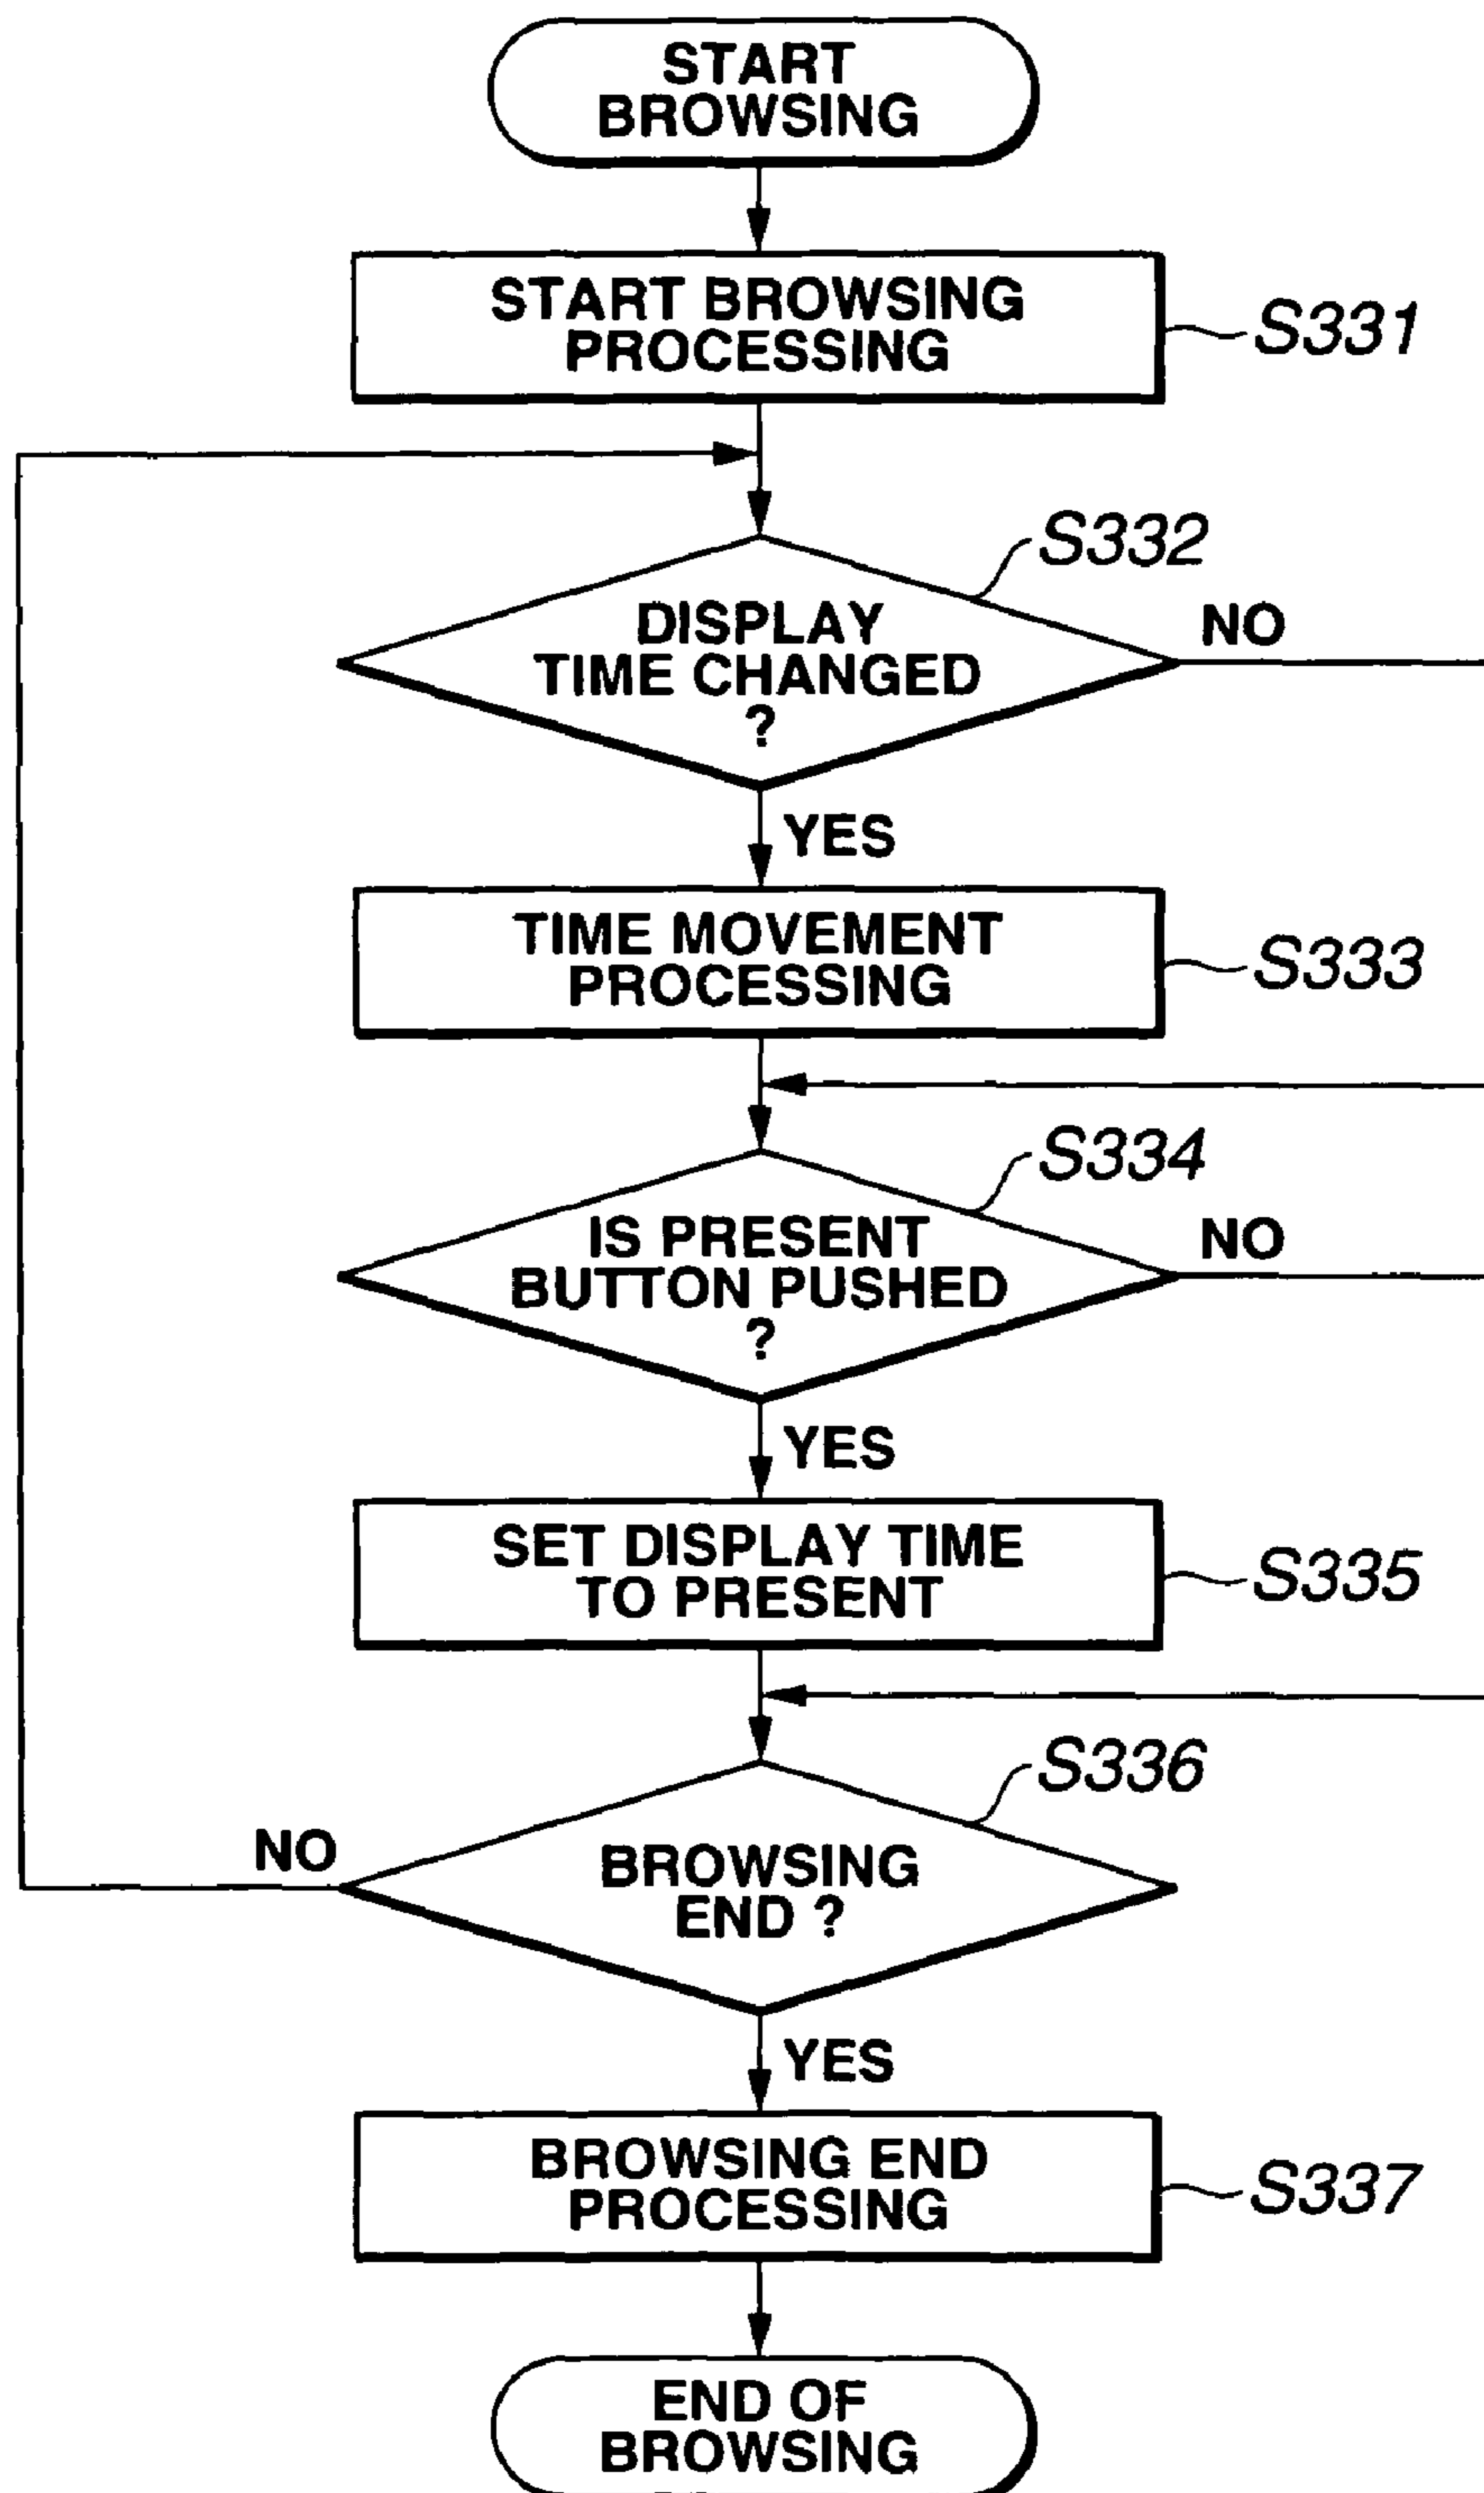 START
BROWSING
START BROWSING
PROCESSING
S331
S332
DISPLAY
TIME CHANGED
?
NO
YES
TIME MOVEMENT
PROCESSING
S333
S334
IS PRESENT
BUTTON PUSHED
?
NO
YES
SET DISPLAY TIME
TO PRESENT
S335
S336
NO
BROWSING
END ?
YES
BROWSING END
PROCESSING
S337
END OF
BROWSING